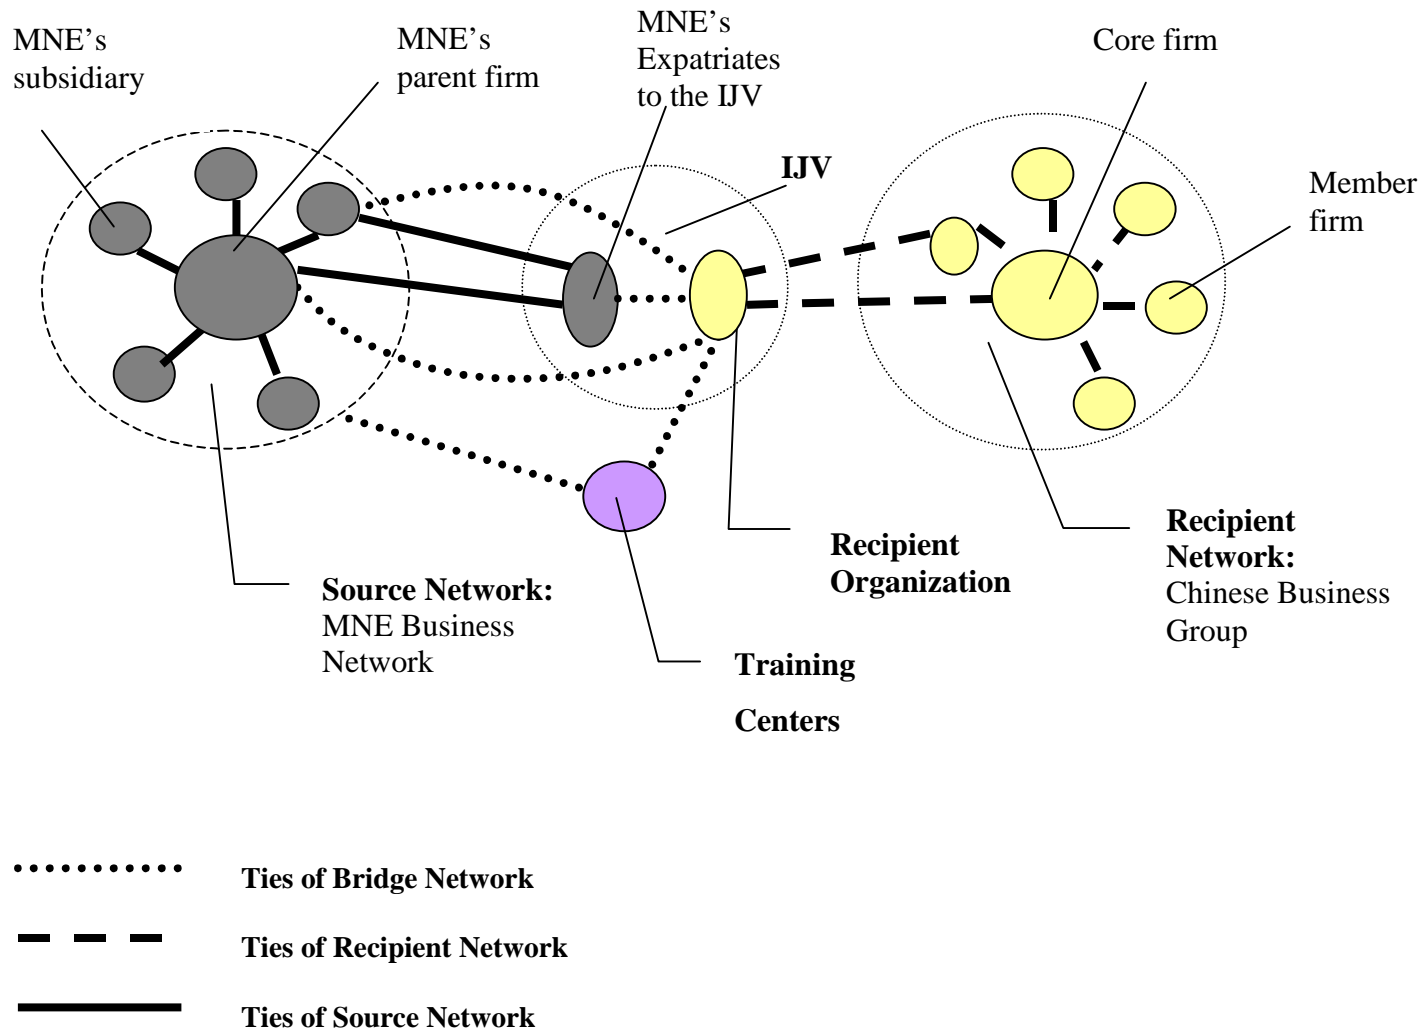 MNE’s
subsidiary
MNE’s
parent firm
MNE’s
Expatriates
to the IJV
Core firm
IJV
Member
firm
Source Network:
MNE Business
Network
Training
Centers
Recipient
Organization
Recipient
Network:
Chinese Business
Group
Ties of Bridge Network
Ties of Recipient Network
Ties of Source Network